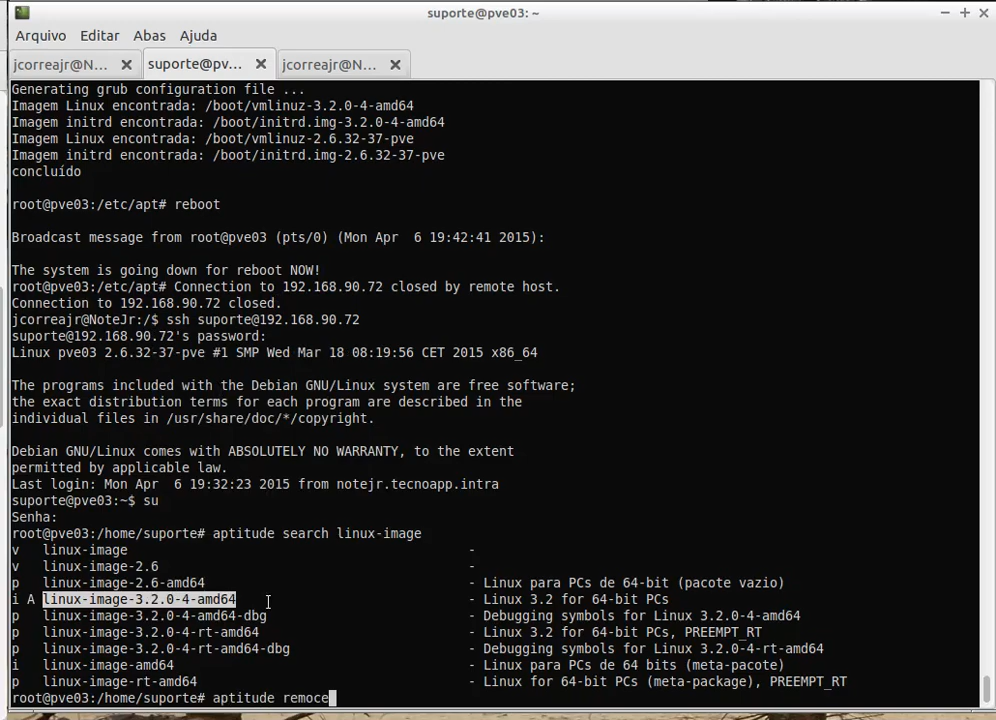 suporte@pve03: ~
Arquivo Editar Abas Ajuda
jcorreajr@N... suporte@pv... jcorreajr@N...
Generating grub configuration file ...
Imagem Linux encontrada: /boot/vmlinuz-3.2.0-4-amd64
Imagem initrd encontrada: /boot/initrd.img-3.2.0-4-amd64
Imagem Linux encontrada: /boot/vmlinuz-2.6.32-37-pve
Imagem initrd encontrada: /boot/initrd.img-2.6.32-37-pve
concluído
root@pve03:/etc/apt# reboot
Broadcast message from root@pve03 (pts/0) (Mon Apr  6 19:42:41 2015):
The system is going down for reboot NOW!
root@pve03:/etc/apt# Connection to 192.168.90.72 closed by remote host.
Connection to 192.168.90.72 closed.
jcorreajr@NoteJr:/$ ssh suporte@192.168.90.72
suporte@192.168.90.72's password:
Linux pve03 2.6.32-37-pve #1 SMP Wed Mar 18 08:19:56 CET 2015 x86_64
The programs included with the Debian GNU/Linux system are free software;
the exact distribution terms for each program are described in the
individual files in /usr/share/doc/*/copyright.
Debian GNU/Linux comes with ABSOLUTELY NO WARRANTY, to the extent
permitted by applicable law.
Last login: Mon Apr  6 19:32:23 2015 from notejr.tecnoapp.intra
suporte@pve03:~$ su
Senha:
root@pve03:/home/suporte# aptitude search linux-image
v   linux-image                       -
v   linux-image-2.6                   -
p   linux-image-2.6-amd64             - Linux para PCs de 64-bit (pacote vazio)
i A linux-image-3.2.0-4-amd64         - Linux 3.2 for 64-bit PCs
p   linux-image-3.2.0-4-amd64-dbg     - Debugging symbols for Linux 3.2.0-4-amd64
p   linux-image-3.2.0-4-rt-amd64      - Linux 3.2 for 64-bit PCs, PREEMPT_RT
p   linux-image-3.2.0-4-rt-amd64-dbg  - Debugging symbols for Linux 3.2.0-4-rt-amd64
i   linux-image-amd64                 - Linux para PCs de 64 bits (meta-pacote)
p   linux-image-rt-amd64              - Linux for 64-bit PCs (meta-package), PREEMPT_RT
root@pve03:/home/suporte# aptitude remoce